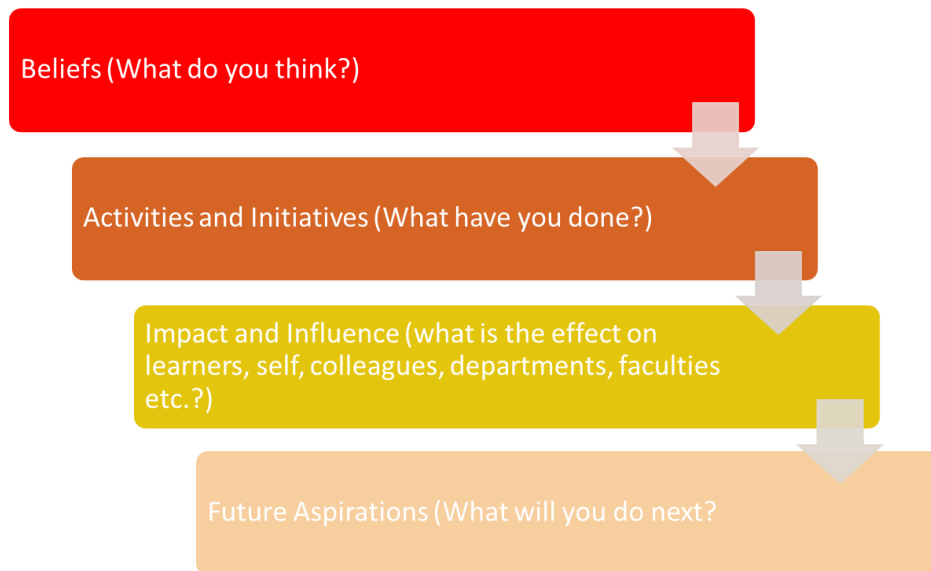 Beliefs (What do you think?)
Activities and Initiatives (What have you done?)
Impact and Influence (what is the effect on
learners, self, colleagues, departments, faculties
etc.?)
Future Aspirations (What will you do next?